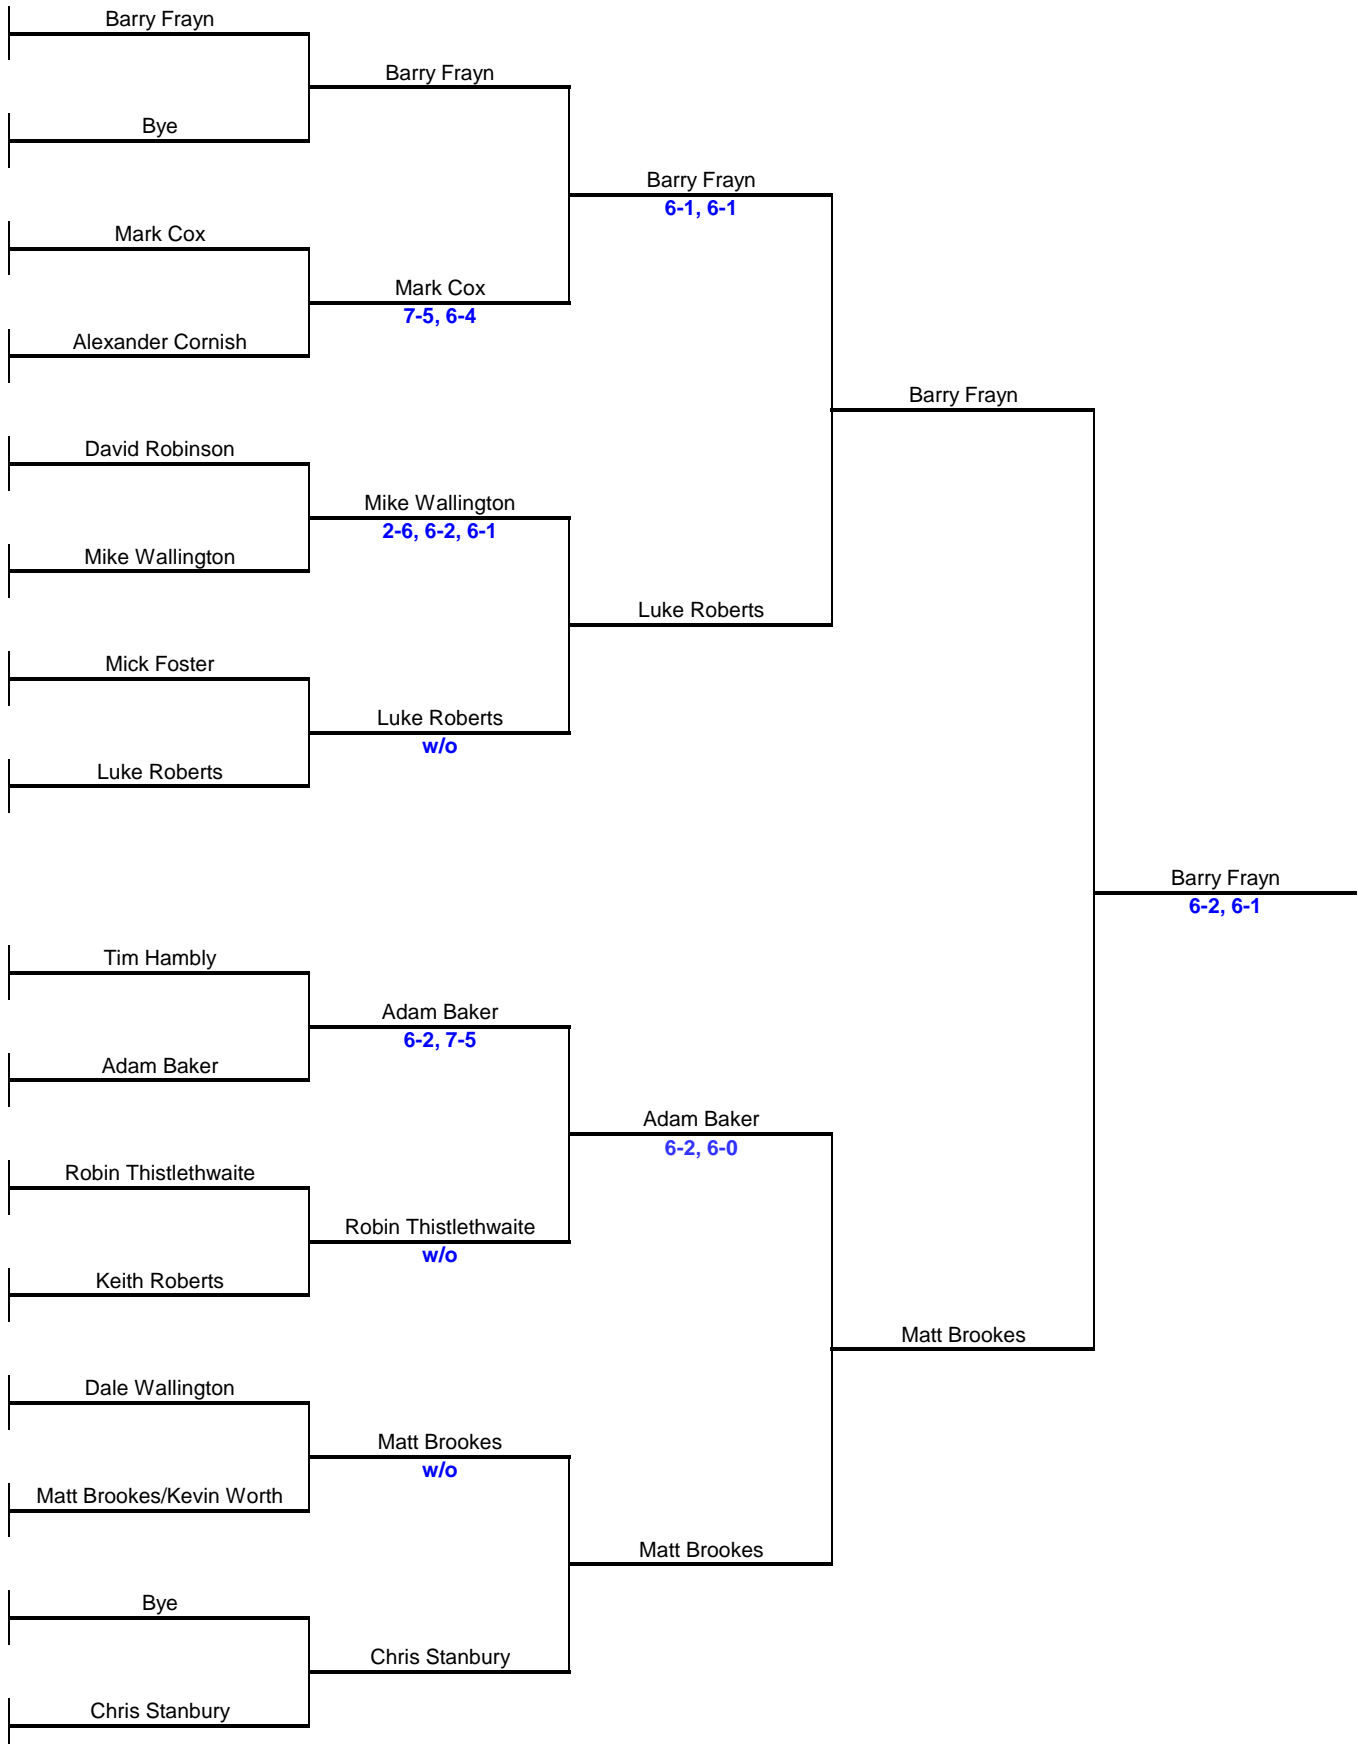 Barry Frayn
Barry Frayn
Bye
Barry Frayn
6-1, 6-1
Mark Cox
Mark Cox
7-5, 6-4
Alexander Cornish
Barry Frayn
David Robinson
Mike Wallington
2-6, 6-2, 6-1
Mike Wallington
Luke Roberts
Mick Foster
Luke Roberts
w/o
Luke Roberts
Barry Frayn
6-2, 6-1
Tim Hambly
Adam Baker
6-2, 7-5
Adam Baker
Adam Baker
6-2, 6-0
Robin Thistlethwaite
Robin Thistlethwaite
w/o
Keith Roberts
Matt Brookes
Dale Wallington
Matt Brookes
w/o
Matt Brookes/Kevin Worth
Matt Brookes
Bye
Chris Stanbury
Chris Stanbury